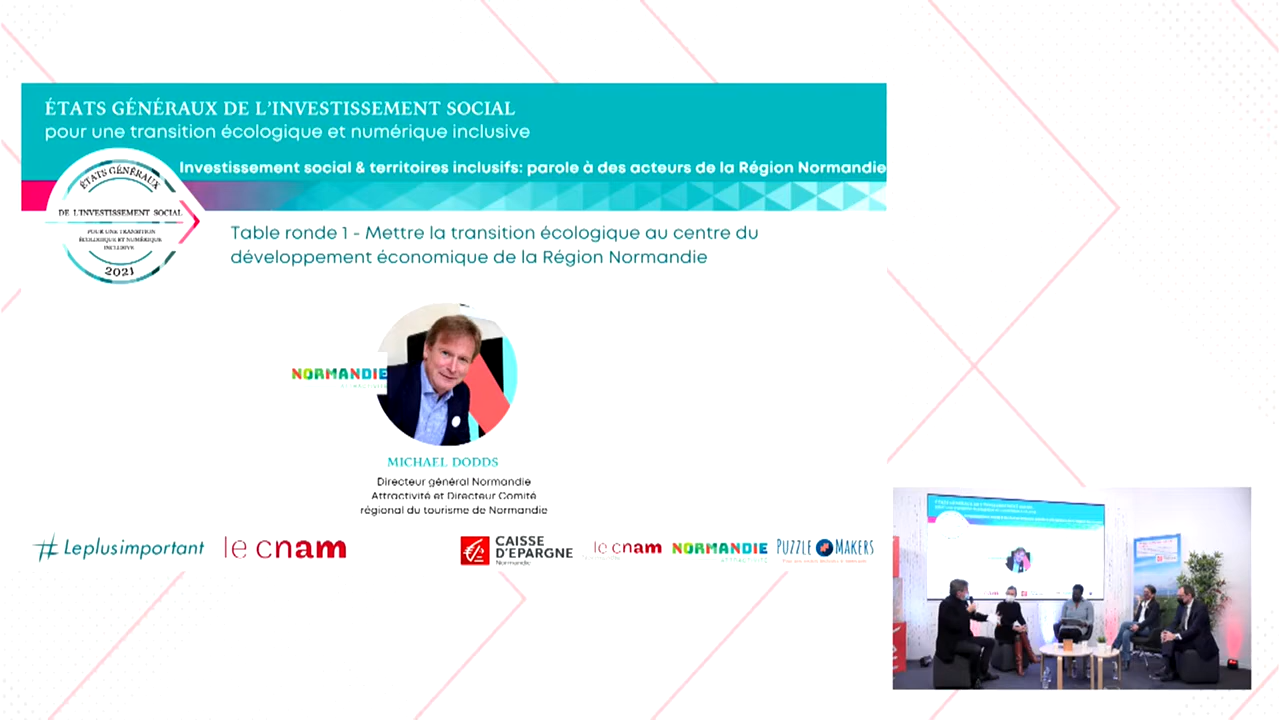 ÉTATS GÉNÉRAUX DE L'INVESTISSEMENT SOCIAL
pour une transition écologique et numérique inclusive
Investissement social & territoires inclusifs: parole à des acteurs de la Région Normandie
ÉTATS GÉNÉRAUX
DE L'INVESTISSEMENT SOCIAL
POUR UNE TRANSITION
ÉCOLOGIQUE ET NUMÉRIQUE
INCLUSIVE
2021
Table ronde 1 - Mettre la transition écologique au centre du
développement économique de la Région Normandie
NORMANDIE
ATTRACTIVITÉ
MICHAEL DODDS
Directeur général Normandie
Attractivité et Directeur Comité
régional du tourisme de Normandie
#Leplusimportant
le cnam
CAISSE
D'EPARGNE
Normandie
le cnam
NORMANDIE
ATTRACTIVITÉ
PUZZLE MAKERS